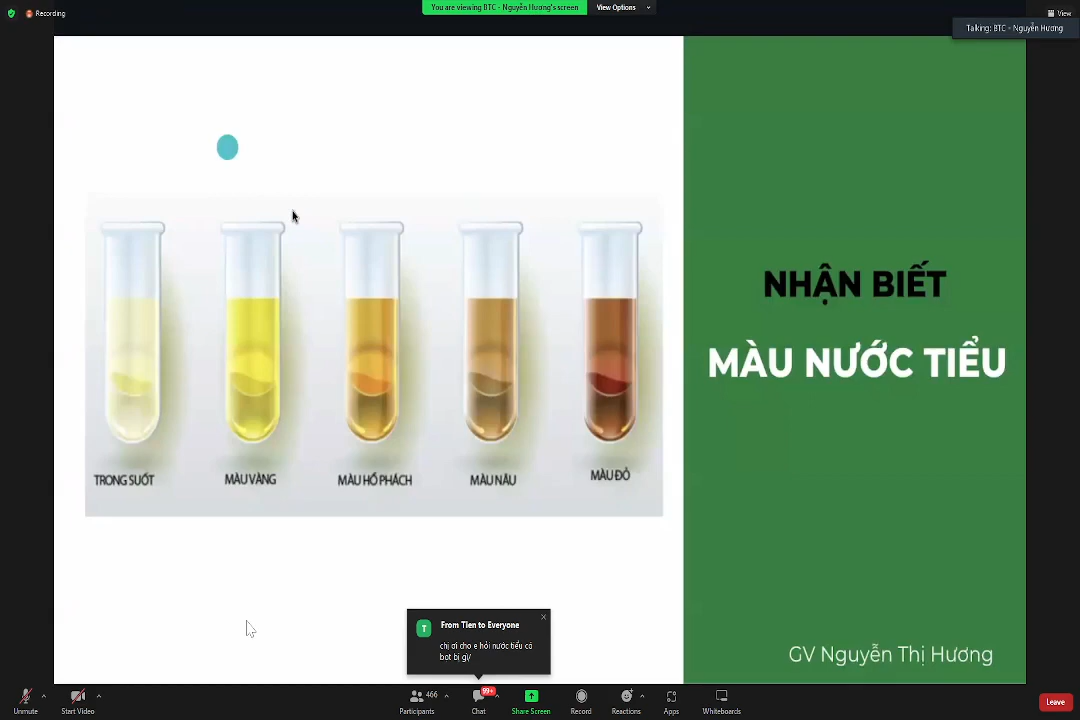 Recording
You are viewing BTC - Nguyễn Hương's screen
View Options
View
Talking: BTC - Nguyễn Hương
NHẬN BIẾT
MÀU NƯỚC TIỂU
TRONG SUỐT
MÀU VÀNG
MÀU HỔ PHÁCH
MÀU NÂU
MÀU ĐỎ
GV Nguyễn Thị Hương
T
From Tien to Everyone
chị ơi cho e hỏi nước tiểu có
bọt bị gì/
Unmute
Start Video
466
Participants
99+
Chat
Share Screen
Record
Reactions
Apps
Whiteboards
Leave